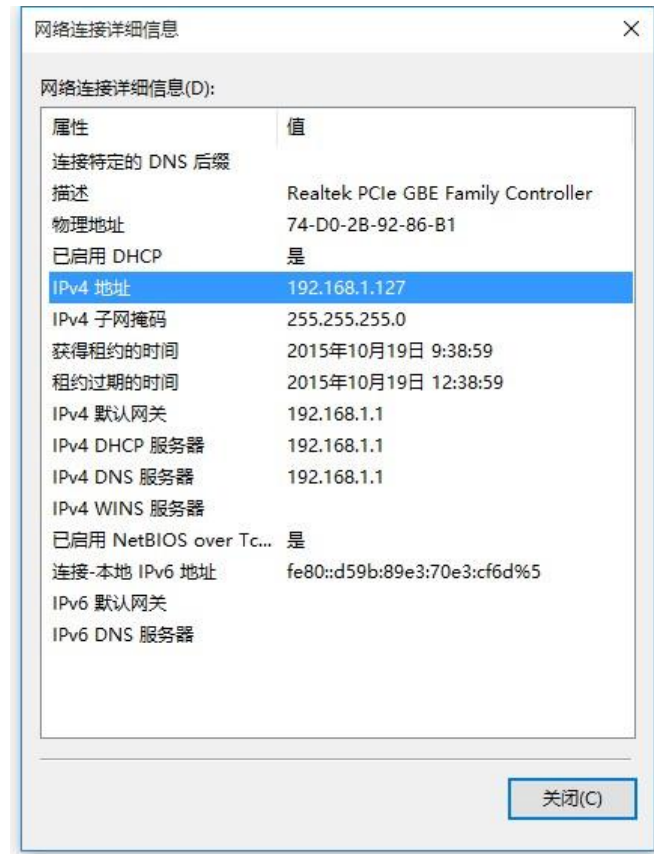 网络连接详细信息
网络连接详细信息(D):
属性 值
连接特定的 DNS 后缀
描述 Realtek PCIe GBE Family Controller
物理地址 74-D0-2B-92-86-B1
已启用 DHCP 是
IPv4 地址 192.168.1.127
IPv4 子网掩码 255.255.255.0
获得租约的时间 2015年10月19日 9:38:59
租约过期的时间 2015年10月19日 12:38:59
IPv4 默认网关 192.168.1.1
IPv4 DHCP 服务器 192.168.1.1
IPv4 DNS 服务器 192.168.1.1
IPv4 WINS 服务器
已启用 NetBIOS over Tc... 是
连接-本地 IPv6 地址 fe80::d59b:89e3:70e3:cf6d%5
IPv6 默认网关
IPv6 DNS 服务器
关闭(C)